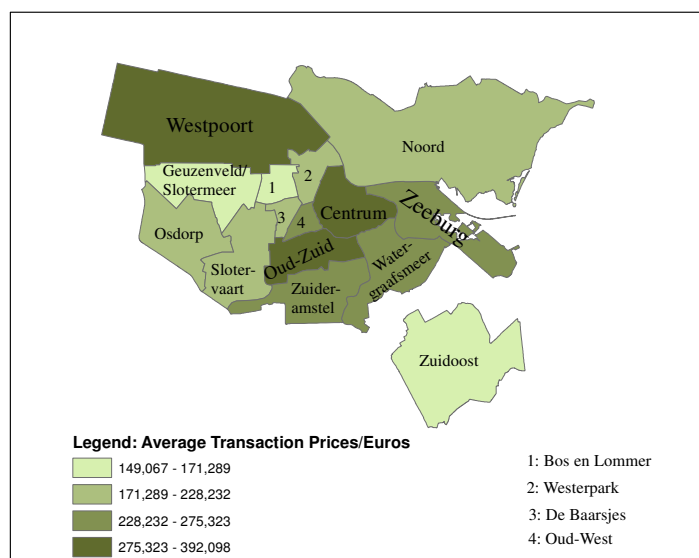 Westpoort
Noord
Geuzenveld/
Slotermeer
1
2
3
4
Centrum
Zeeburg
Osdorp
Sloter-
vaart
Oud-Zuid
Water-
graafsmeer
Zuider-
amstel
Zuidoost
Legend: Average Transaction Prices/Euros
149,067 - 171,289
171,289 - 228,232
228,232 - 275,323
275,323 - 392,098
1: Bos en Lommer
2: Westerpark
3: De Baarsjes
4: Oud-West